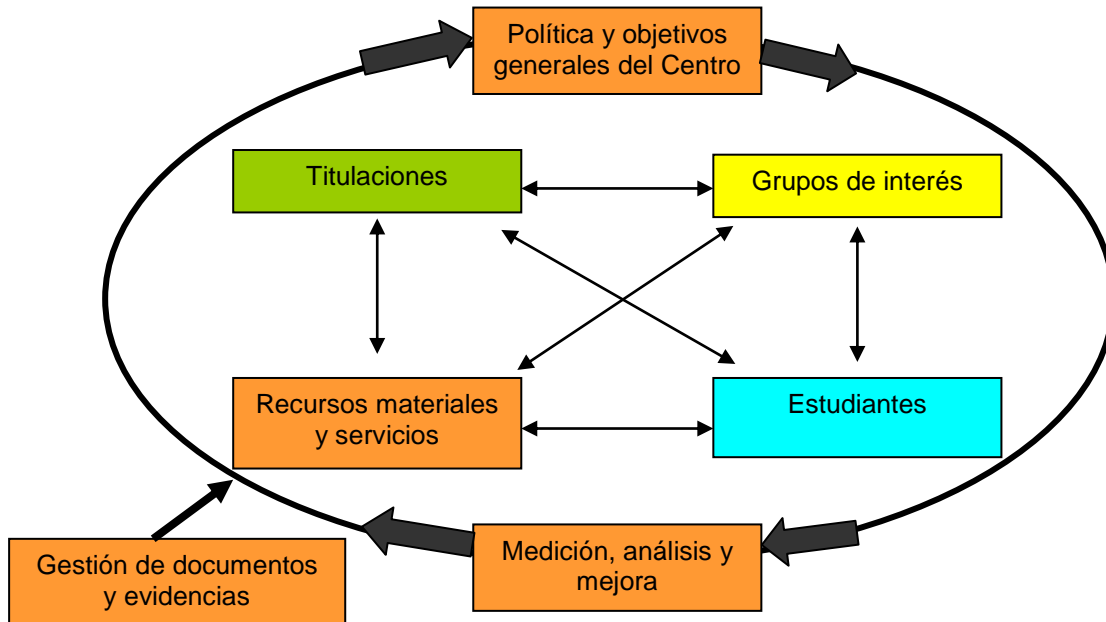 Política y objetivos
generales del Centro
Titulaciones
Grupos de interés
Recursos materiales
y servicios
Estudiantes
Gestión de documentos
y evidencias
Medición, análisis y
mejora